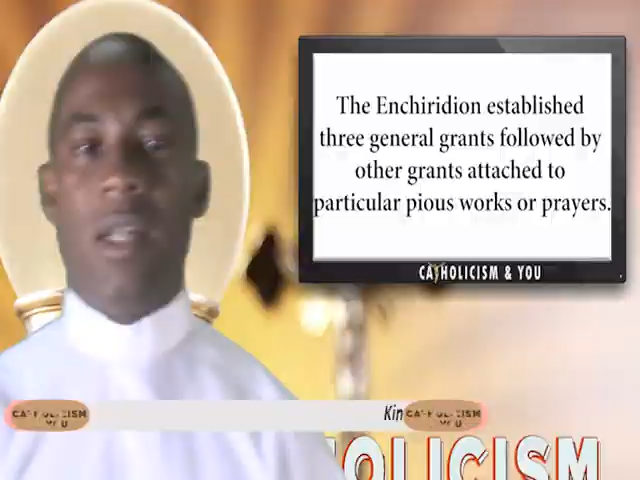 The Enchiridion established
three general grants followed by
other grants attached to
particular pious works or prayers.
CATHOLICISM & YOU
Kin
OLICISM